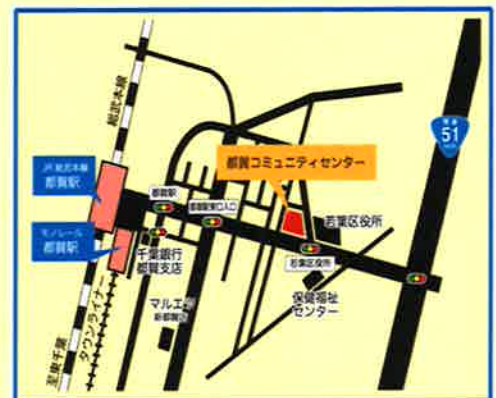 総武本線
国道
51
JR総武本線
都賀駅
都賀コミュニティセンター
都賀駅
都賀駅東口入口
若葉区役所
モノレール
都賀駅
千葉銀行
都賀支店
若葉区役所
マルエ
新都賀店
保健福祉
センター
タウンライナー
至東千葉